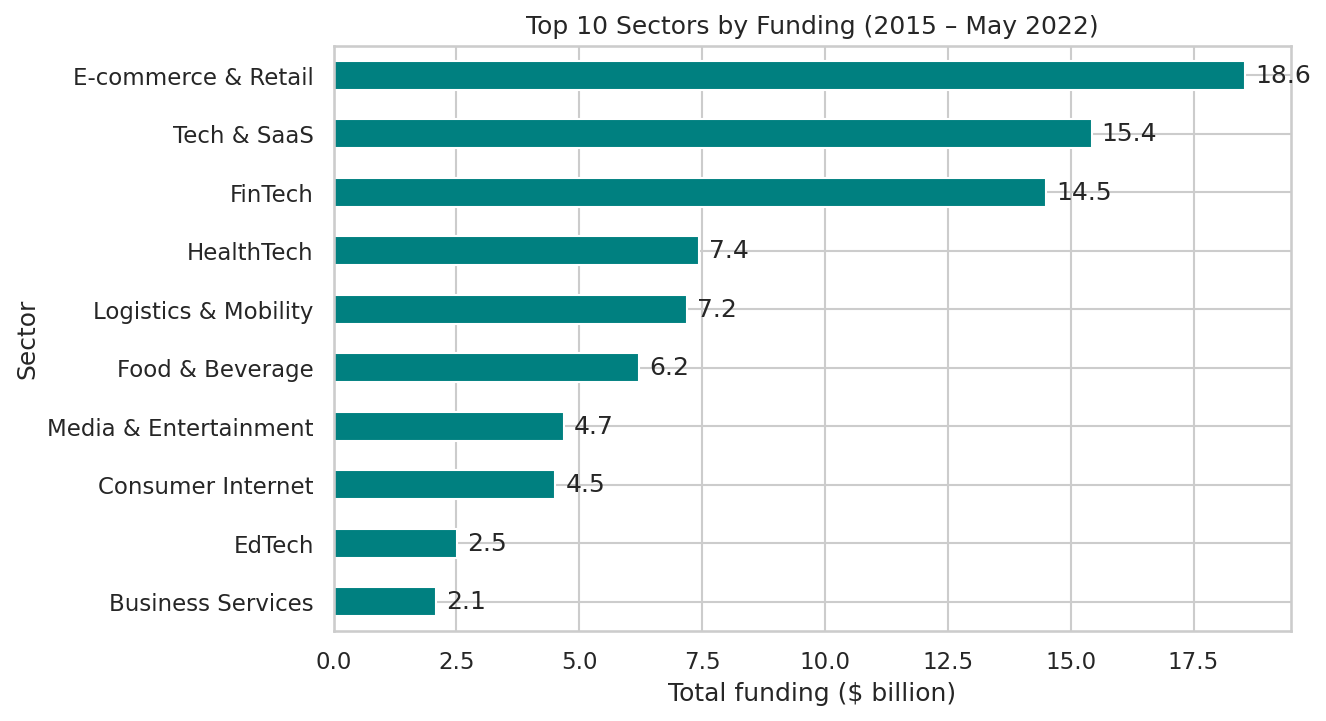 Top 10 Sectors by Funding (2015 – May 2022)
Sector
E-commerce & Retail 18.6
Tech & SaaS 15.4
FinTech 14.5
HealthTech 7.4
Logistics & Mobility 7.2
Food & Beverage 6.2
Media & Entertainment 4.7
Consumer Internet 4.5
EdTech 2.5
Business Services 2.1
0.0 2.5 5.0 7.5 10.0 12.5 15.0 17.5
Total funding ($ billion)